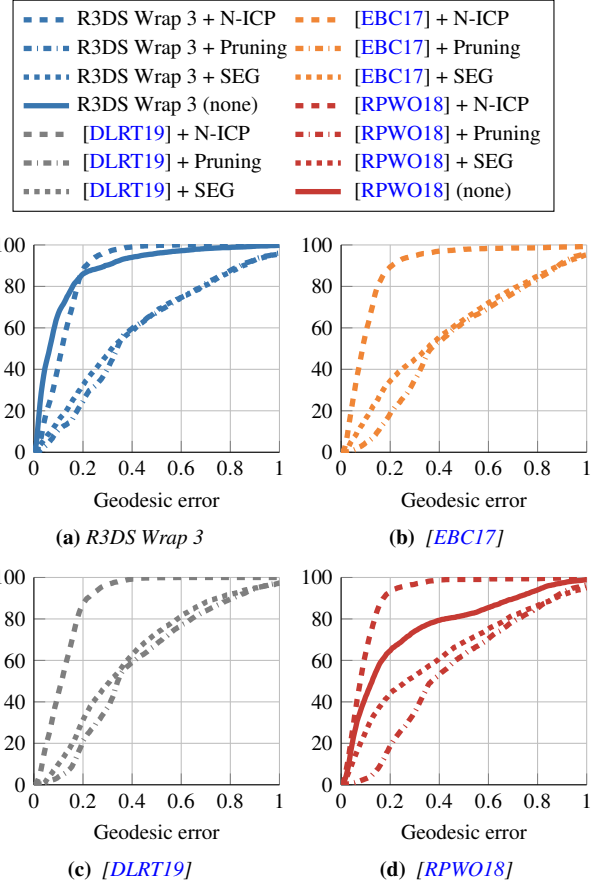 R3DS Wrap 3 + N-ICP
R3DS Wrap 3 + Pruning
R3DS Wrap 3 + SEG
R3DS Wrap 3 (none)
[DLRT19] + N-ICP
[DLRT19] + Pruning
[DLRT19] + SEG
[EBC17] + N-ICP
[EBC17] + Pruning
[EBC17] + SEG
[RPWO18] + N-ICP
[RPWO18] + Pruning
[RPWO18] + SEG
[RPWO18] (none)
100
80
60
40
20
0
0 0.2 0.4 0.6 0.8 1
Geodesic error
(a) R3DS Wrap 3
100
80
60
40
20
0
0 0.2 0.4 0.6 0.8 1
Geodesic error
(b) [EBC17]
100
80
60
40
20
0
0 0.2 0.4 0.6 0.8 1
Geodesic error
(c) [DLRT19]
100
80
60
40
20
0
0 0.2 0.4 0.6 0.8 1
Geodesic error
(d) [RPWO18]